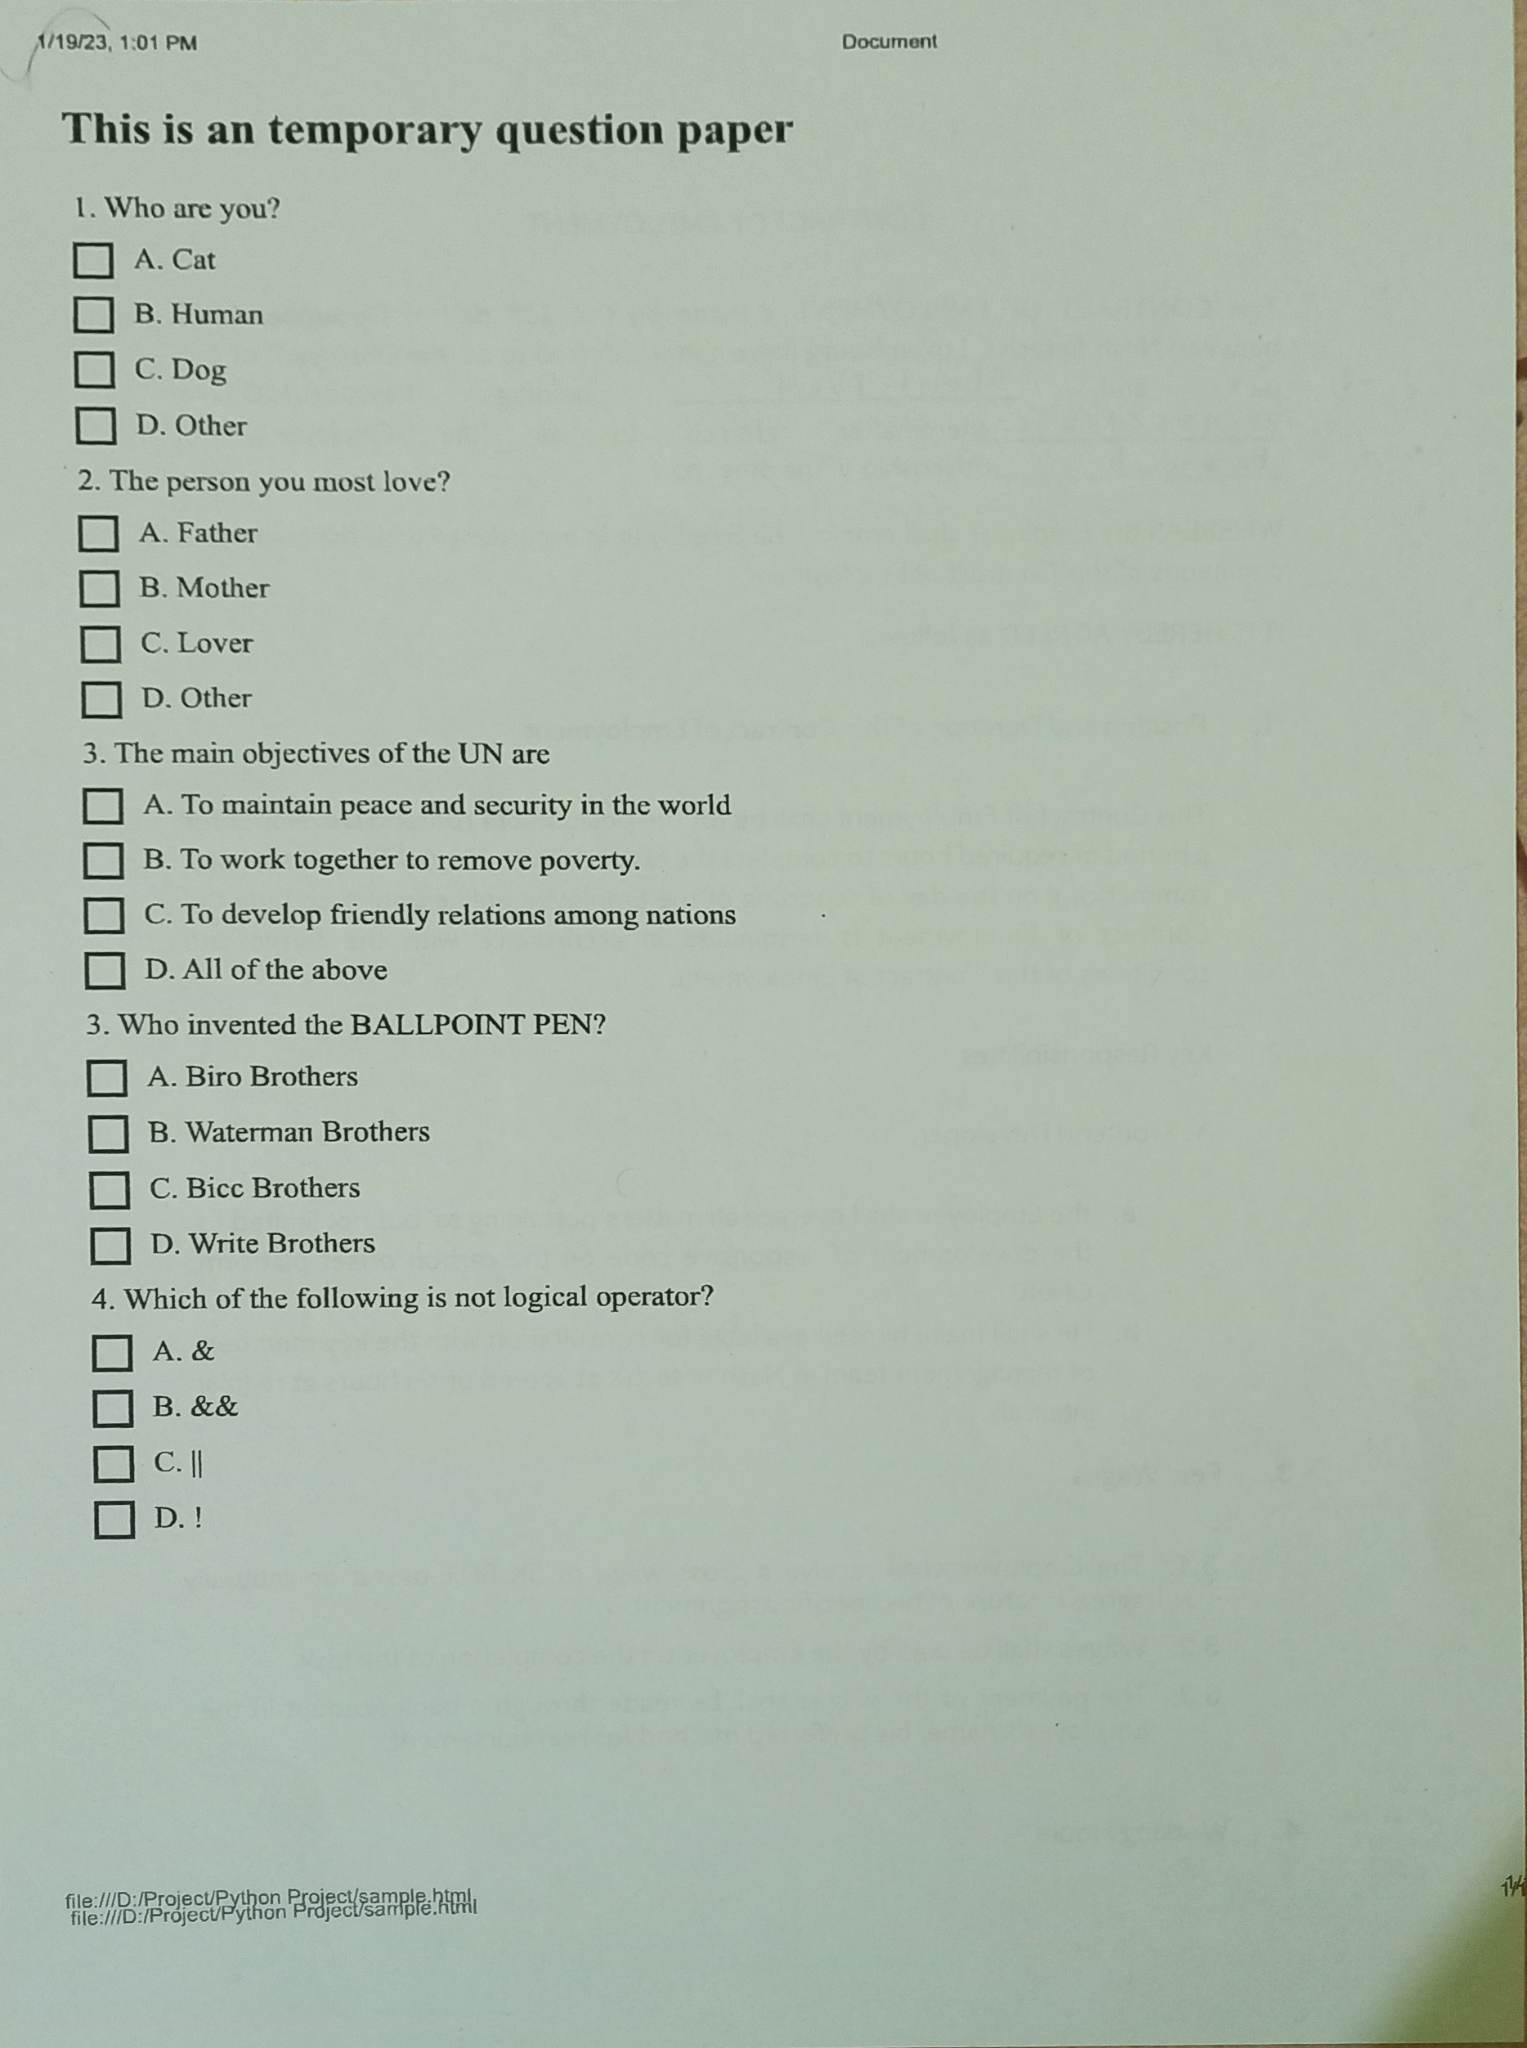 1/19/23, 1:01 PM Document
This is an temporary question paper
1. Who are you?
A. Cat
B. Human
C. Dog
D. Other
2. The person you most love?
A. Father
B. Mother
C. Lover
D. Other
3. The main objectives of the UN are
A. To maintain peace and security in the world
B. To work together to remove poverty.
C. To develop friendly relations among nations
D. All of the above
3. Who invented the BALLPOINT PEN?
A. Biro Brothers
B. Waterman Brothers
C. Bicc Brothers
D. Write Brothers
4. Which of the following is not logical operator?
A. &
B. &&
C. ||
D. !
file:///D:/Project/Python Project/sample.html 1/1
file:///D:/Project/Python Project/sample.html 1/1